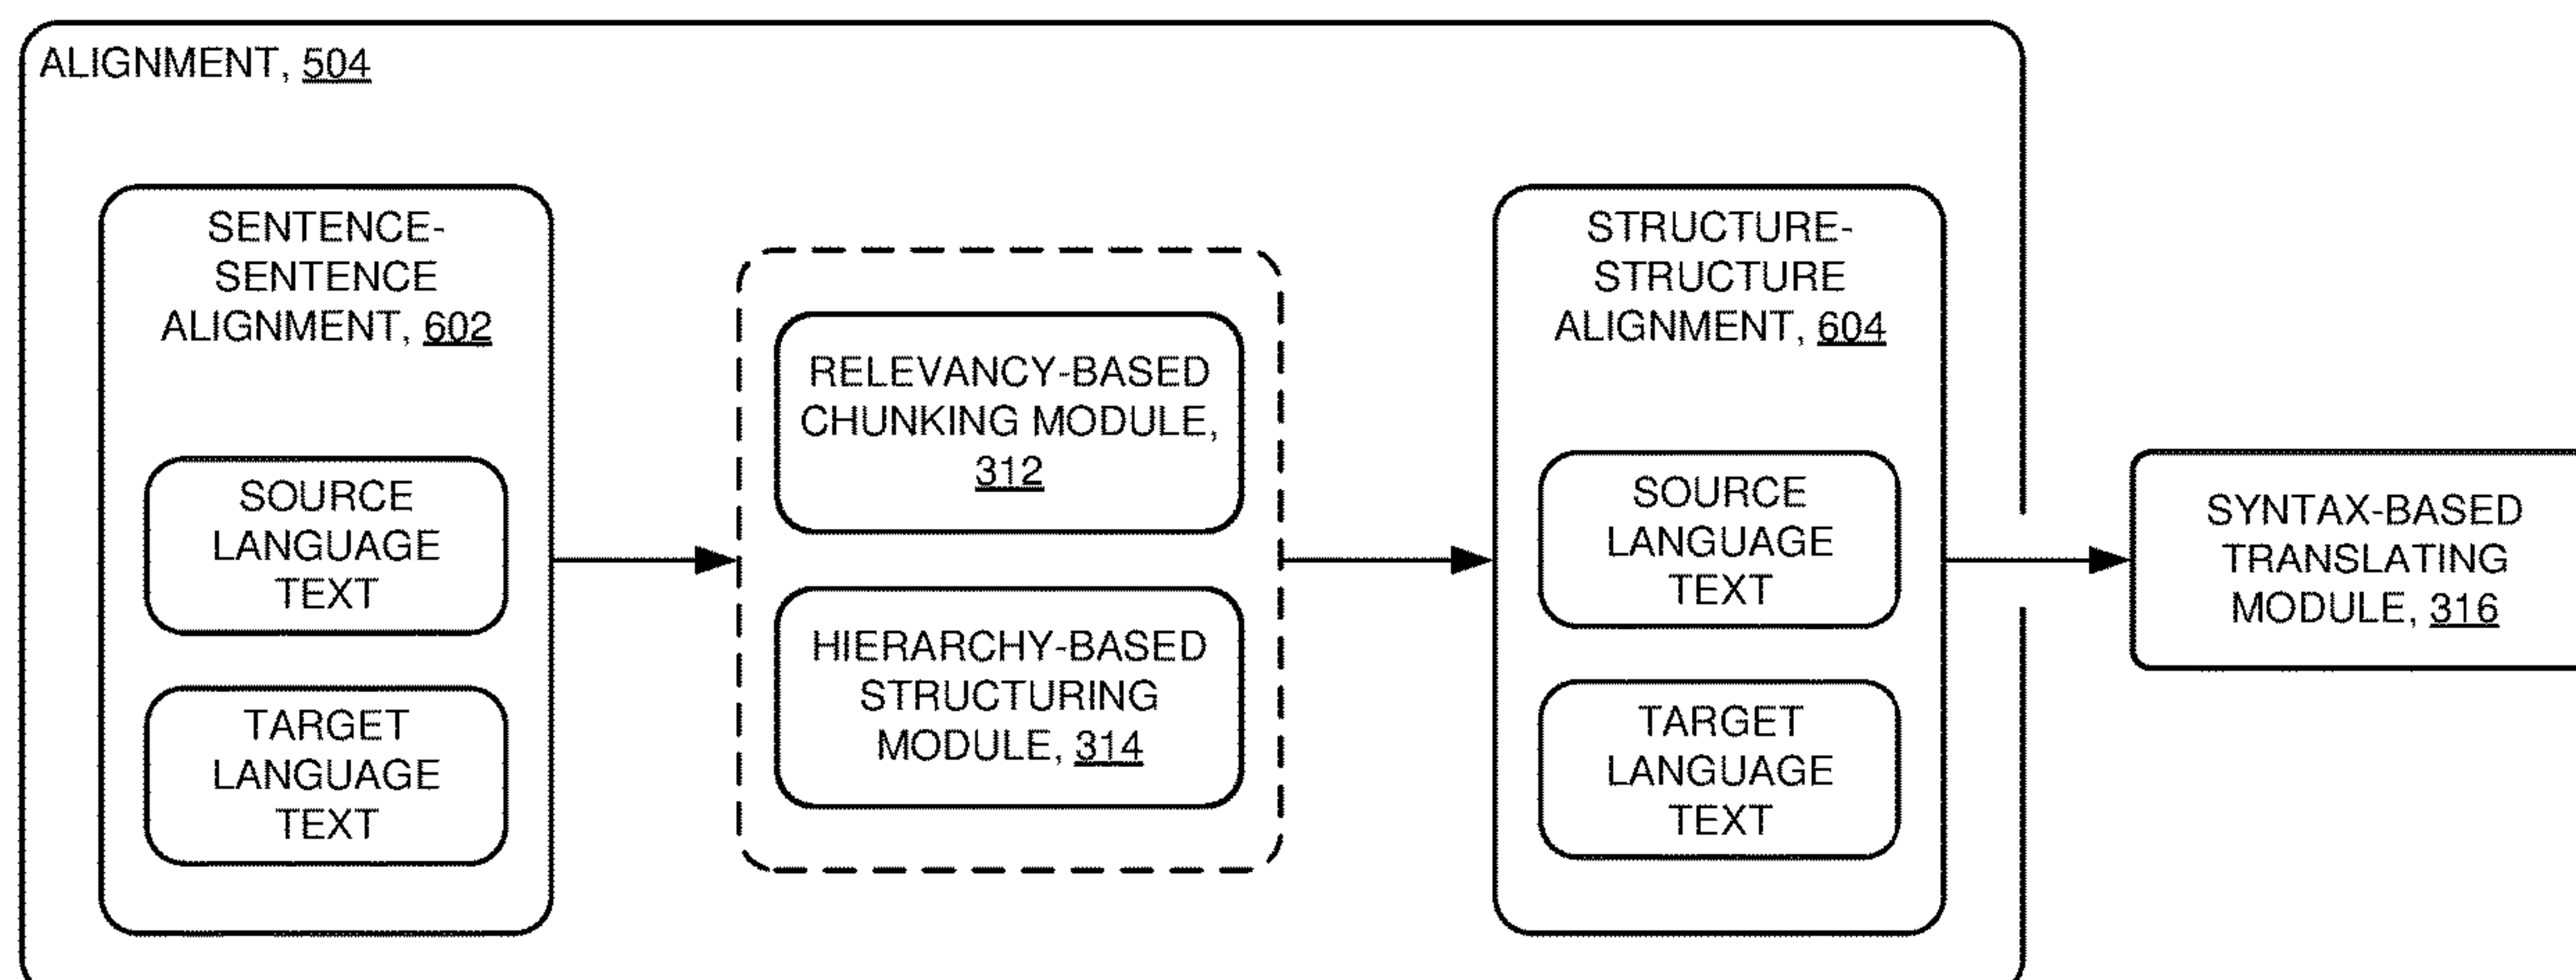 ALIGNMENT, 504
SENTENCE-
SENTENCE
ALIGNMENT, 602
SOURCE
LANGUAGE
TEXT
TARGET
LANGUAGE
TEXT
RELEVANCY-BASED
CHUNKING MODULE,
312
HIERARCHY-BASED
STRUCTURING
MODULE, 314
STRUCTURE-
STRUCTURE
ALIGNMENT, 604
SOURCE
LANGUAGE
TEXT
TARGET
LANGUAGE
TEXT
SYNTAX-BASED
TRANSLATING
MODULE, 316